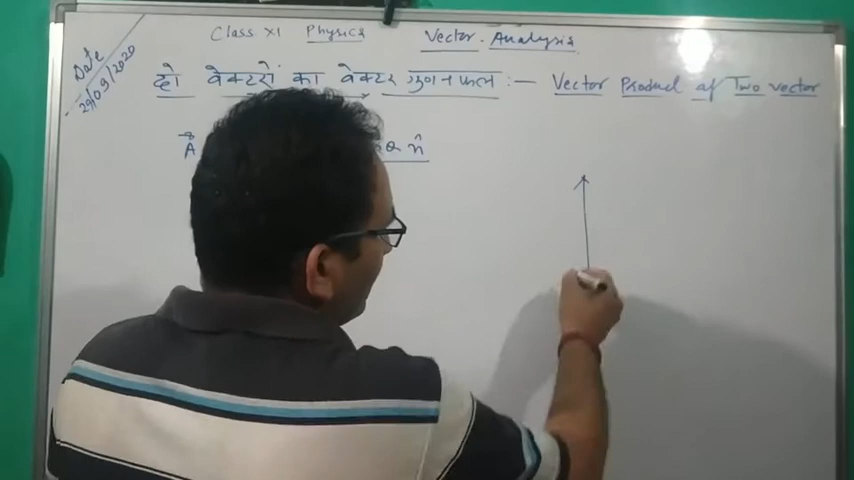 Class XI Physics Vector. Analysis
Date
29/09/2020
दो वेक्टरों का वेक्टर गुणनफल :— Vector Product of Two vector
A
n̂